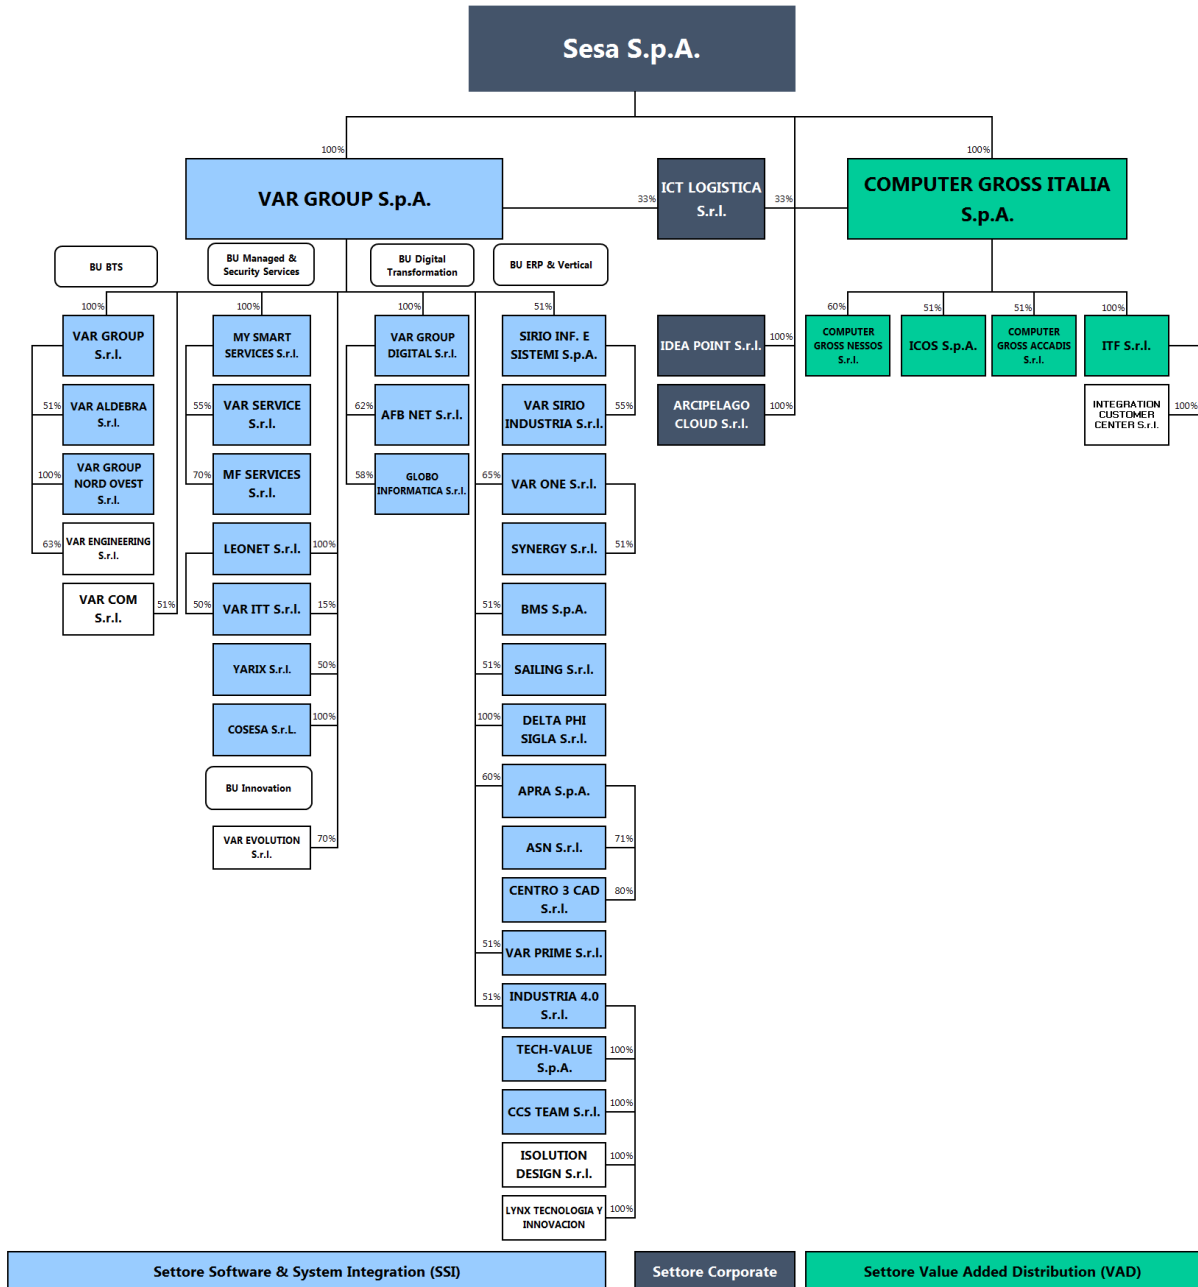 Sesa S.p.A.
100%
100%
VAR GROUP S.p.A.
33%
ICT LOGISTICA
S.r.l.
33%
COMPUTER GROSS ITALIA
S.p.A.
BU BTS
BU Managed &
Security Services
BU Digital
Transformation
BU ERP & Vertical
100%
100%
100%
51%
60%
51%
51%
100%
VAR GROUP
S.r.l.
MY SMART
SERVICES S.r.l.
VAR GROUP
DIGITAL S.r.l.
SIRIO INF. E
SISTEMI S.p.A.
IDEA POINT S.r.l.
100%
COMPUTER
GROSS NESSOS
S.r.l.
ICOS S.p.A.
COMPUTER
GROSS ACCADIS
S.r.l.
ITF S.r.l.
51%
VAR ALDEBRA
S.r.l.
55%
VAR SERVICE
S.r.l.
62%
AFB NET S.r.l.
VAR SIRIO
INDUSTRIA S.r.l.
55%
ARCIPELAGO
CLOUD S.r.l.
100%
INTEGRATION
CUSTOMER
CENTER S.r.l.
100%
100%
VAR GROUP
NORD OVEST
S.r.l.
70%
MF SERVICES
S.r.l.
58%
GLOBO
INFORMATICA S.r.l.
65%
VAR ONE S.r.l.
63%
VAR ENGINEERING
S.r.l.
LEONET S.r.l.
100%
SYNERGY S.r.l.
51%
VAR COM
S.r.l.
51%
50%
VAR ITT S.r.l.
15%
51%
BMS S.p.A.
YARIX S.r.l.
50%
51%
SAILING S.r.l.
COSESA S.r.L.
100%
100%
DELTA PHI
SIGLA S.r.l.
BU Innovation
60%
APRA S.p.A.
VAR EVOLUTION
S.r.l.
70%
ASN S.r.l.
71%
CENTRO 3 CAD
S.r.l.
80%
51%
VAR PRIME S.r.l.
51%
INDUSTRIA 4.0
S.r.l.
TECH-VALUE
S.p.A.
100%
CCS TEAM S.r.l.
100%
ISOLUTION
DESIGN S.r.l.
100%
LYNX TECNOLOGIA Y
INNOVACION
100%
Settore Software & System Integration (SSI)
Settore Corporate
Settore Value Added Distribution (VAD)